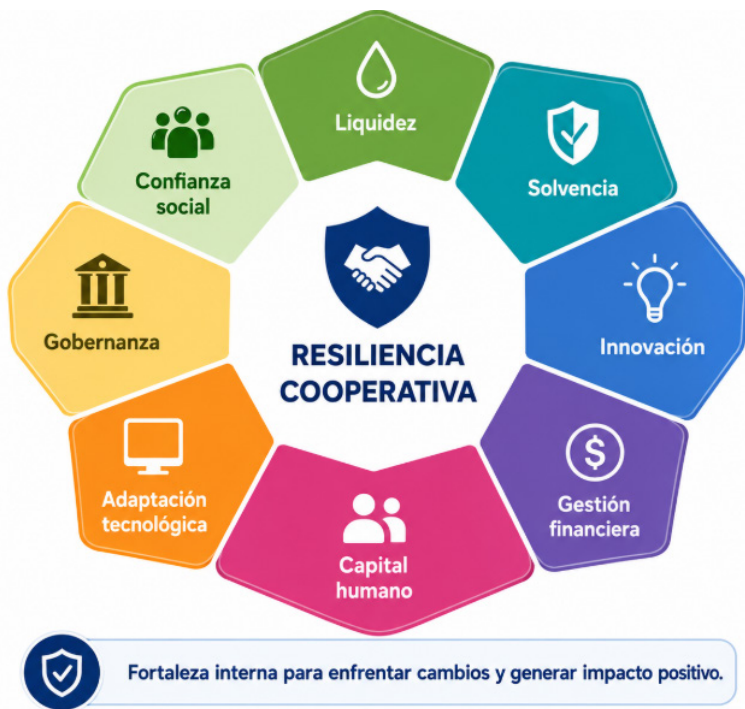 Liquidez
Confianza
social
Solvencia
Gobernanza
RESILIENCIA
COOPERATIVA
Innovación
Adaptación
tecnológica
Capital
humano
$
Gestión
financiera
Fortaleza interna para enfrentar cambios y generar impacto positivo.